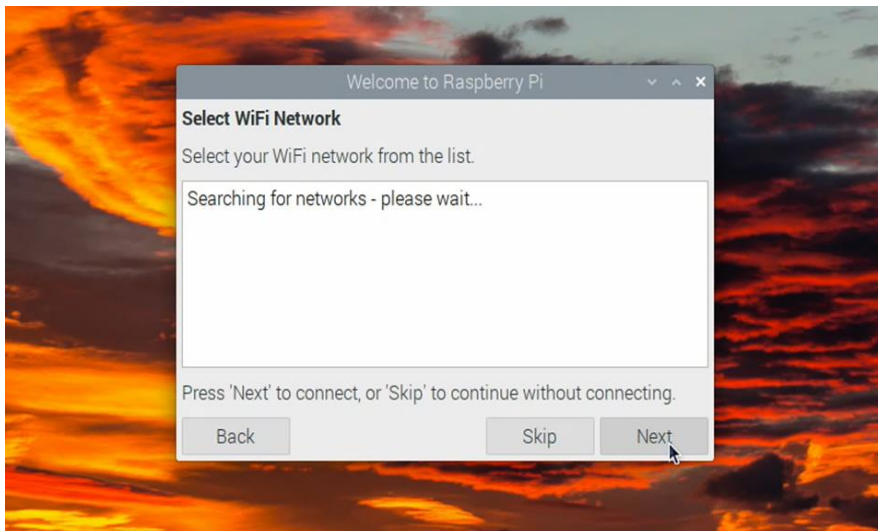 Welcome to Raspberry Pi
Select WiFi Network
Select your WiFi network from the list.
Searching for networks - please wait...
Press 'Next' to connect, or 'Skip' to continue without connecting.
Back Skip Next